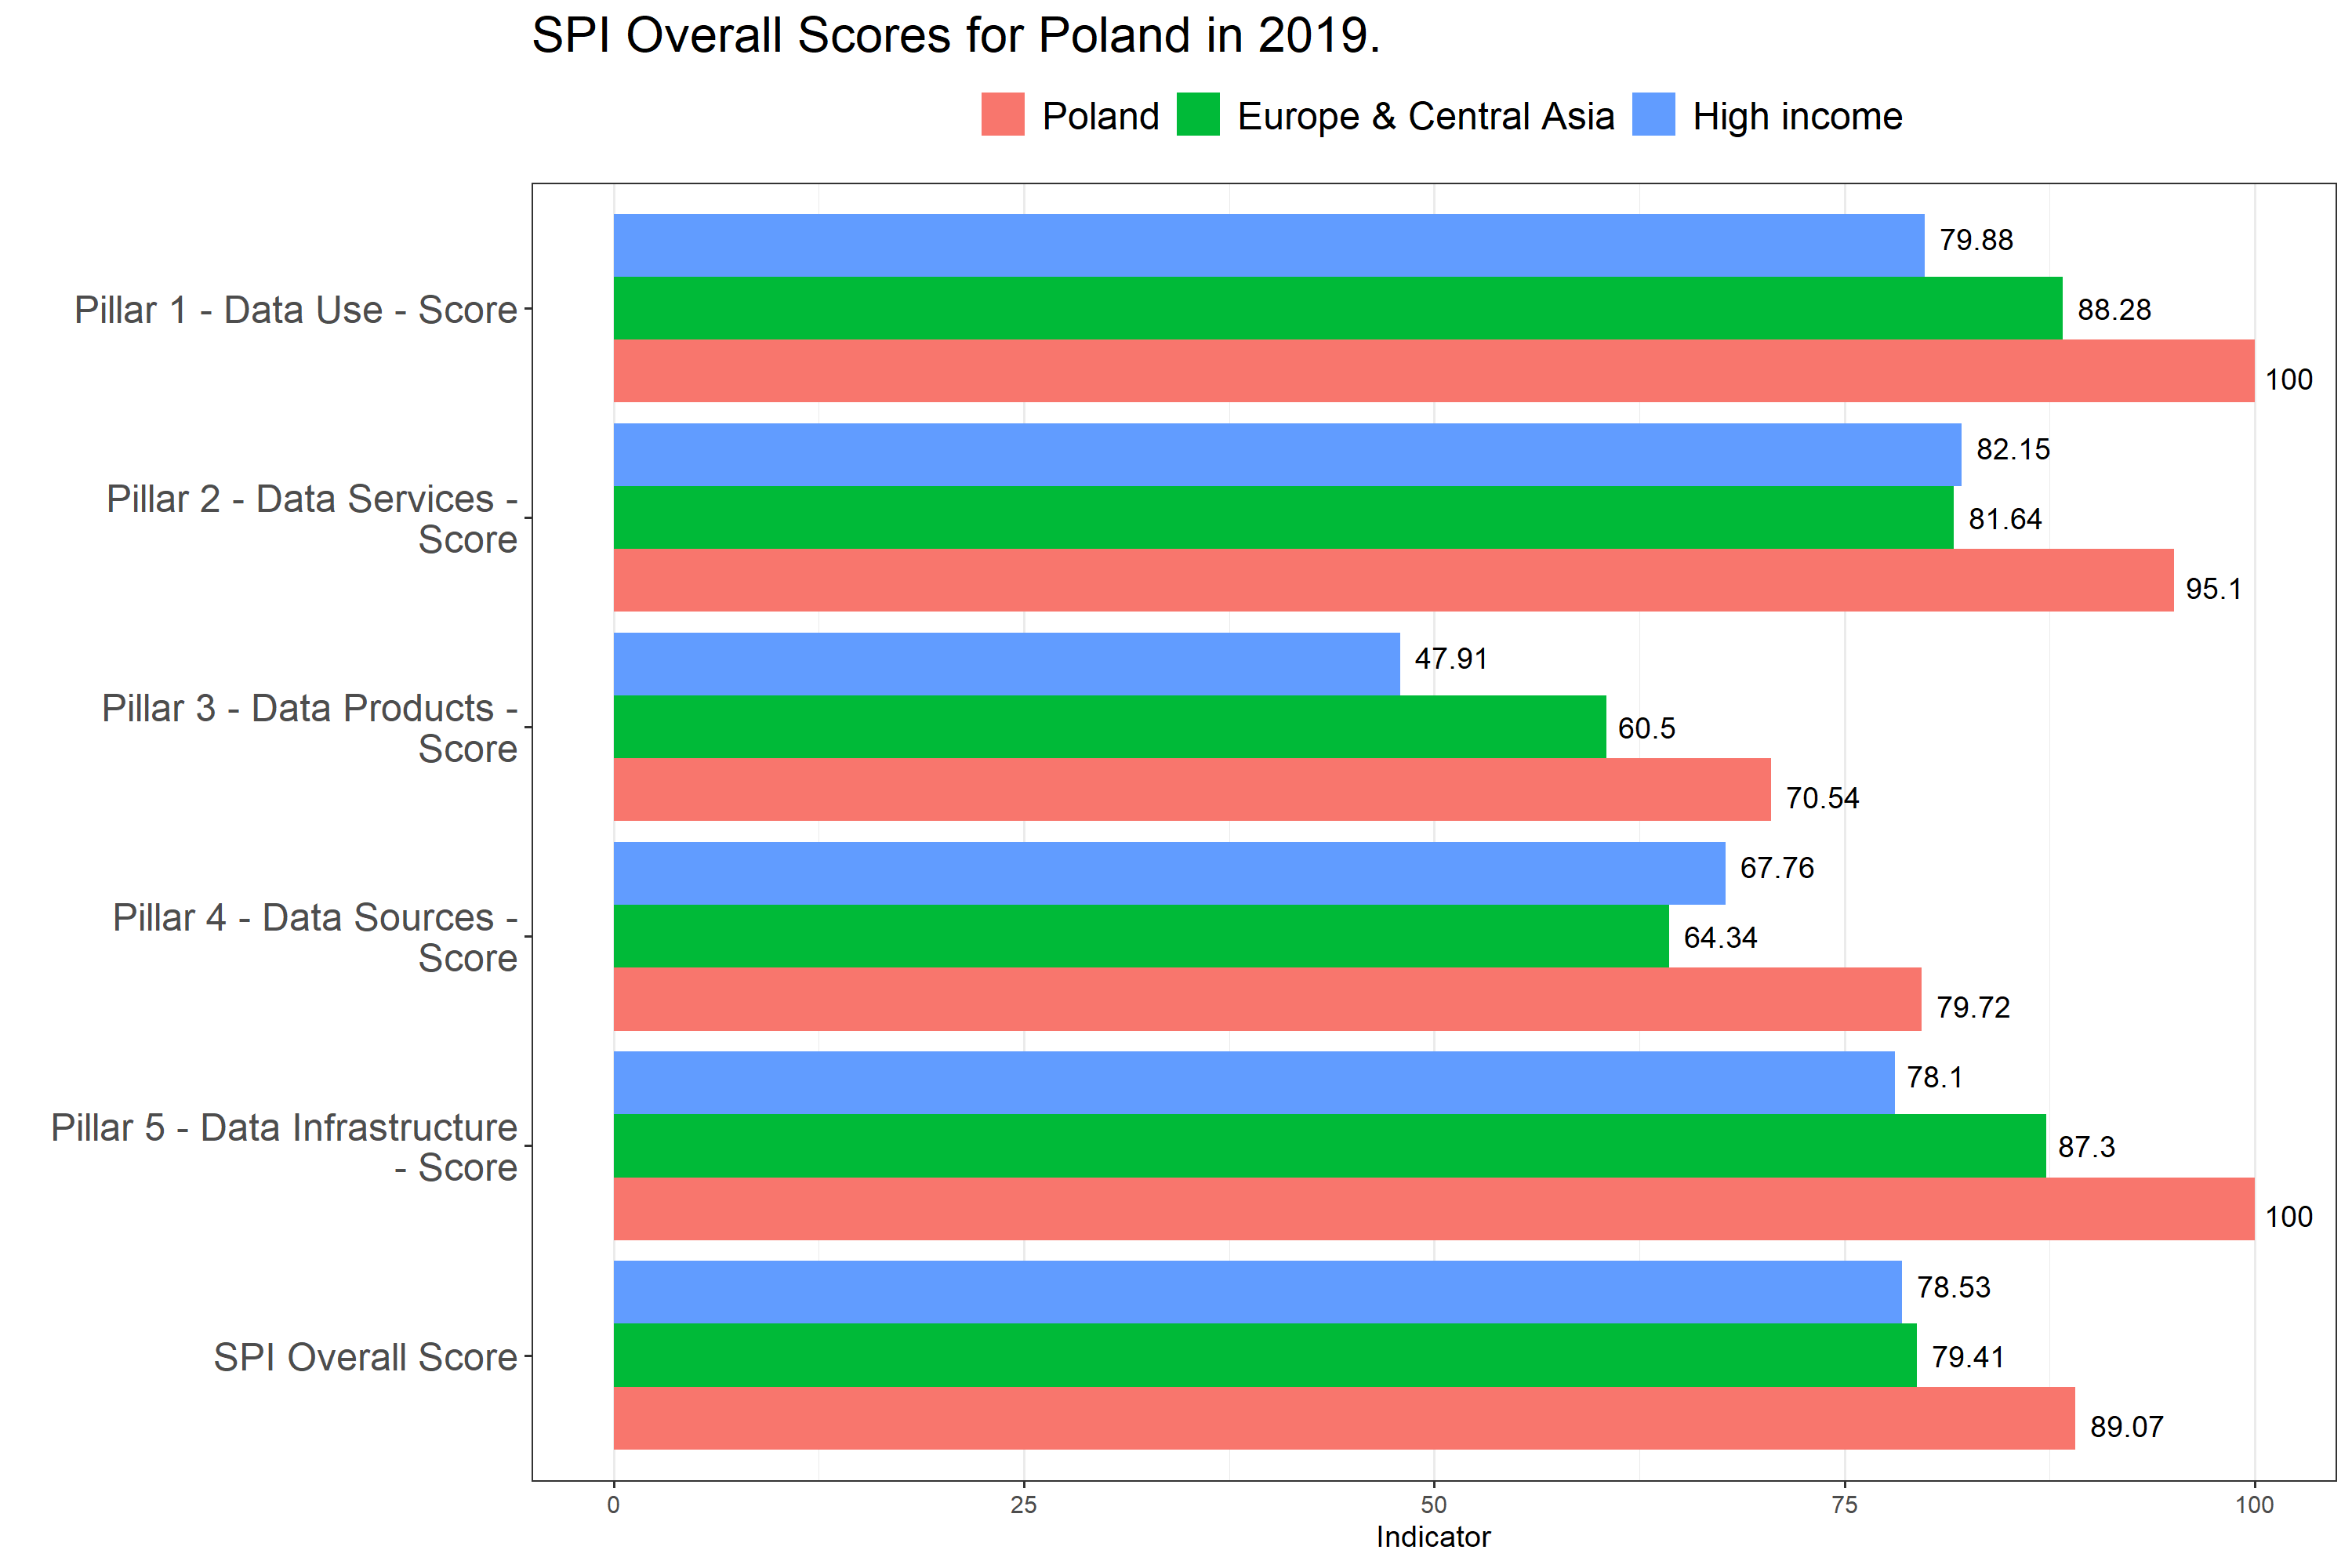 SPI Overall Scores for Poland in 2019.
Poland Europe & Central Asia High income
Pillar 1 - Data Use - Score
79.88
88.28
100
Pillar 2 - Data Services -
Score
82.15
81.64
95.1
Pillar 3 - Data Products -
Score
47.91
60.5
70.54
Pillar 4 - Data Sources -
Score
67.76
64.34
79.72
Pillar 5 - Data Infrastructure
- Score
78.1
87.3
100
SPI Overall Score
78.53
79.41
89.07
0 25 50 75 100
Indicator